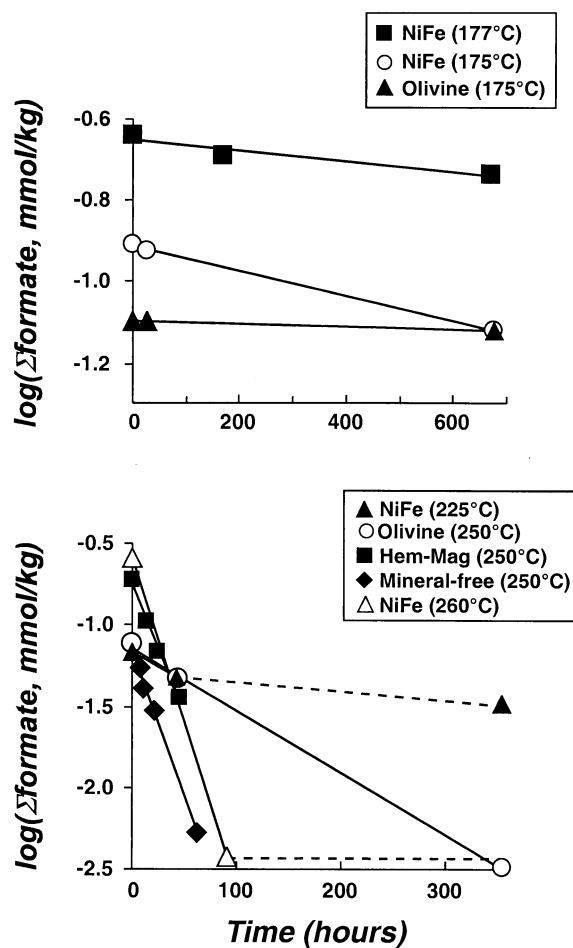 NiFe (177°C)
NiFe (175°C)
Olivine (175°C)
log(Σformate, mmol/kg)
-0.6
-0.8
-1.0
-1.2
0 200 400 600
NiFe (225°C)
Olivine (250°C)
Hem-Mag (250°C)
Mineral-free (250°C)
NiFe (260°C)
log(Σformate, mmol/kg)
-0.5
-1.0
-1.5
-2.0
-2.5
0 100 200 300
Time (hours)